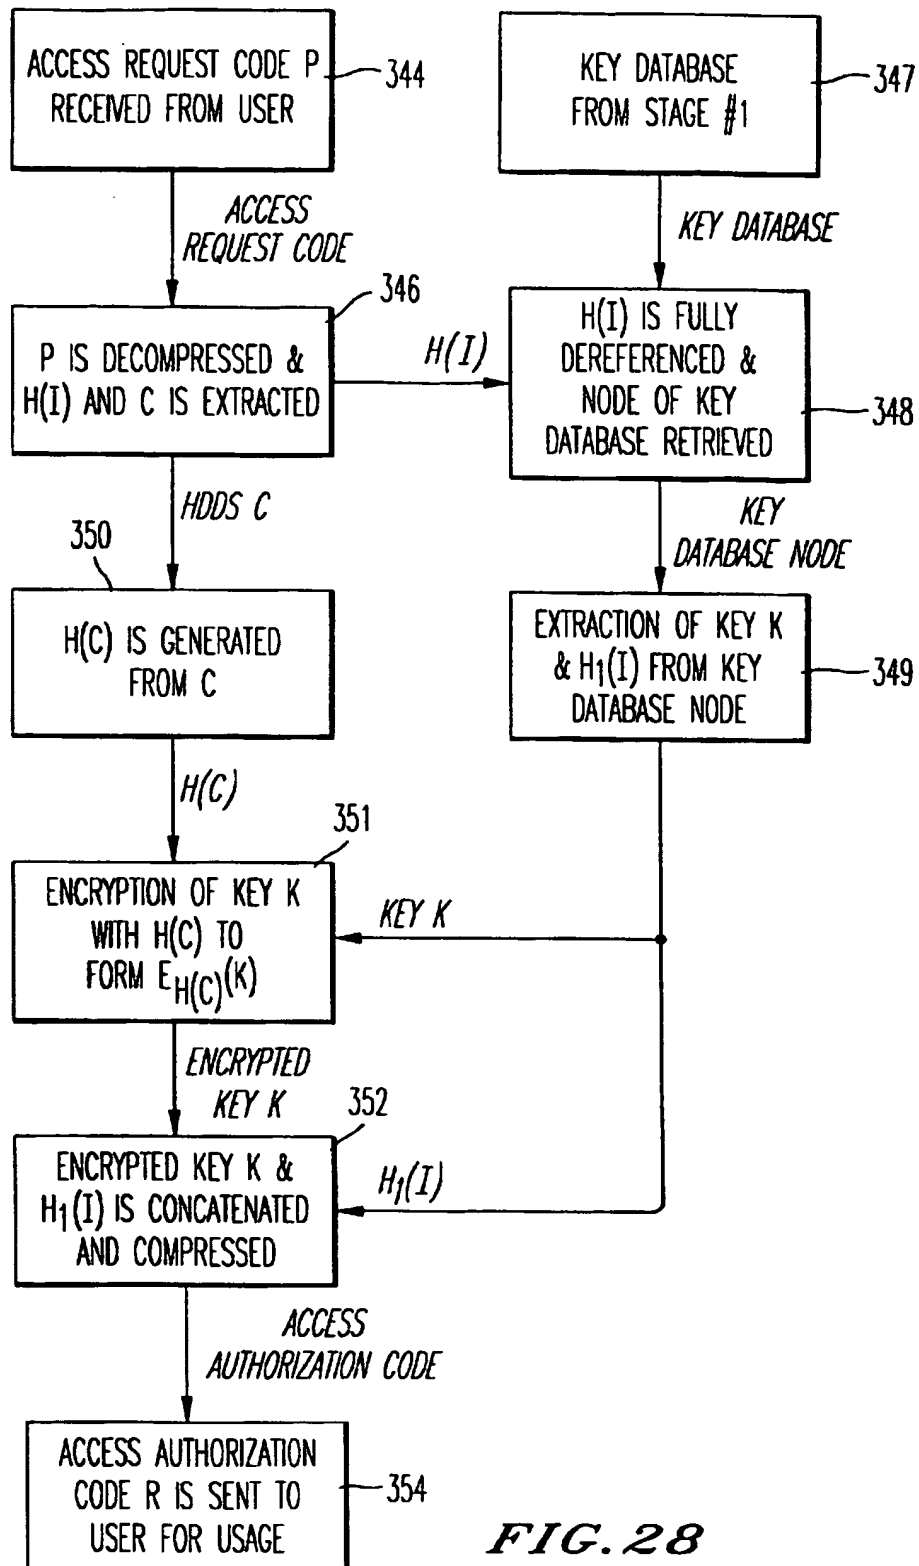 ACCESS REQUEST CODE P
RECEIVED FROM USER
344
KEY DATABASE
FROM STAGE #1
347
ACCESS
REQUEST CODE
KEY DATABASE
346
P IS DECOMPRESSED &
H(I) AND C IS EXTRACTED
H(I)
H(I) IS FULLY
DEREFERENCED &
NODE OF KEY
DATABASE RETRIEVED
348
HDDS C
KEY
DATABASE NODE
350
H(C) IS GENERATED
FROM C
EXTRACTION OF KEY K
& H₁(I) FROM KEY
DATABASE NODE
349
H(C)
351
ENCRYPTION OF KEY K
WITH H(C) TO
FORM E_H(C)(K)
KEY K
ENCRYPTED
KEY K
352
ENCRYPTED KEY K &
H₁(I) IS CONCATENATED
AND COMPRESSED
H₁(I)
ACCESS
AUTHORIZATION CODE
ACCESS AUTHORIZATION
CODE R IS SENT TO
USER FOR USAGE
354
FIG.28